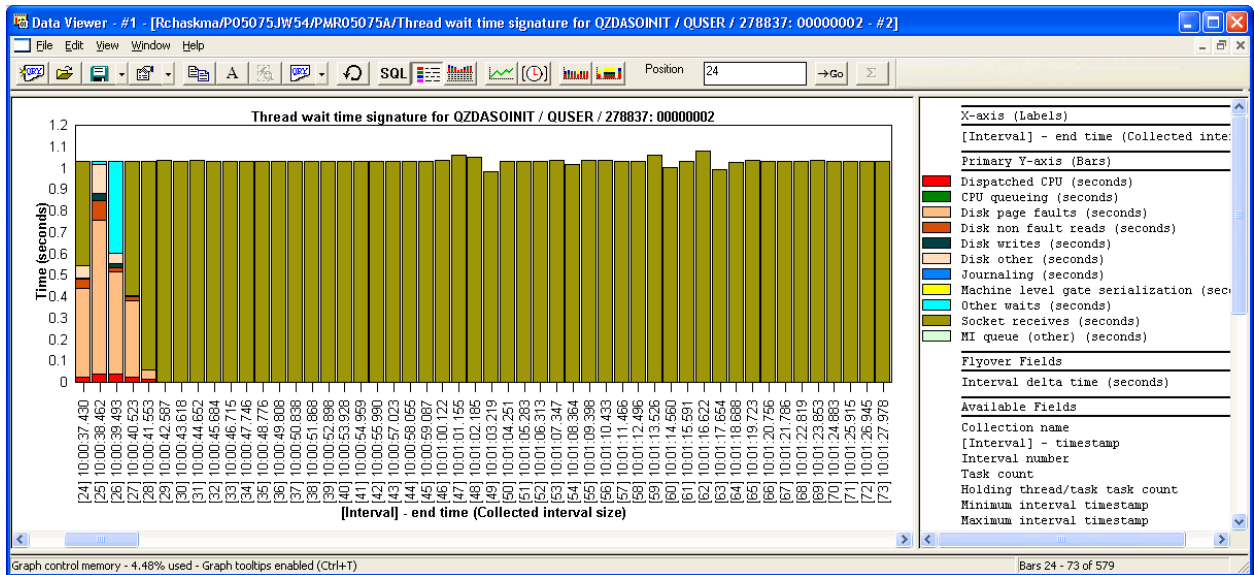 Data Viewer - #1 - [Rchaskma/P05075JW54/PMR05075A/Thread wait time signature for QZDASOINIT / QUSER / 278837: 00000002 - #2]
File Edit View Window Help
QRY A QRY SQL Position 24 →Go Σ
Thread wait time signature for QZDASOINIT / QUSER / 278837: 00000002
1.2
1.1
1
0.9
0.8
0.7
0.6
0.5
0.4
0.3
0.2
0.1
0
Time (seconds)
[24] 10:00:37.430
[25] 10:00:38.462
[26] 10:00:39.493
[27] 10:00:40.523
[28] 10:00:41.553
[29] 10:00:42.587
[30] 10:00:43.618
[31] 10:00:44.652
[32] 10:00:45.684
[33] 10:00:46.715
[34] 10:00:47.746
[35] 10:00:48.776
[36] 10:00:49.808
[37] 10:00:50.838
[38] 10:00:51.868
[39] 10:00:52.898
[40] 10:00:53.928
[41] 10:00:54.959
[42] 10:00:55.990
[43] 10:00:57.023
[44] 10:00:58.055
[45] 10:00:59.087
[46] 10:01:00.122
[47] 10:01:01.155
[48] 10:01:02.185
[49] 10:01:03.219
[50] 10:01:04.251
[51] 10:01:05.283
[52] 10:01:06.313
[53] 10:01:07.347
[54] 10:01:08.364
[55] 10:01:09.398
[56] 10:01:10.433
[57] 10:01:11.466
[58] 10:01:12.496
[59] 10:01:13.526
[60] 10:01:14.560
[61] 10:01:15.591
[62] 10:01:16.622
[63] 10:01:17.654
[64] 10:01:18.688
[65] 10:01:19.723
[66] 10:01:20.756
[67] 10:01:21.786
[68] 10:01:22.819
[69] 10:01:23.853
[70] 10:01:24.883
[71] 10:01:25.915
[72] 10:01:26.945
[73] 10:01:27.978
[Interval] - end time (Collected interval size)
X-axis (Labels)
[Interval] - end time (Collected inte
Primary Y-axis (Bars)
Dispatched CPU (seconds)
CPU queueing (seconds)
Disk page faults (seconds)
Disk non fault reads (seconds)
Disk writes (seconds)
Disk other (seconds)
Journaling (seconds)
Machine level gate serialization (sec
Other waits (seconds)
Socket receives (seconds)
MI queue (other) (seconds)
Flyover Fields
Interval delta time (seconds)
Available Fields
Collection name
[Interval] - timestamp
Interval number
Task count
Holding thread/task task count
Minimum interval timestamp
Maximum interval timestamp
Graph control memory - 4.48% used - Graph tooltips enabled (Ctrl+T)
Bars 24 - 73 of 579